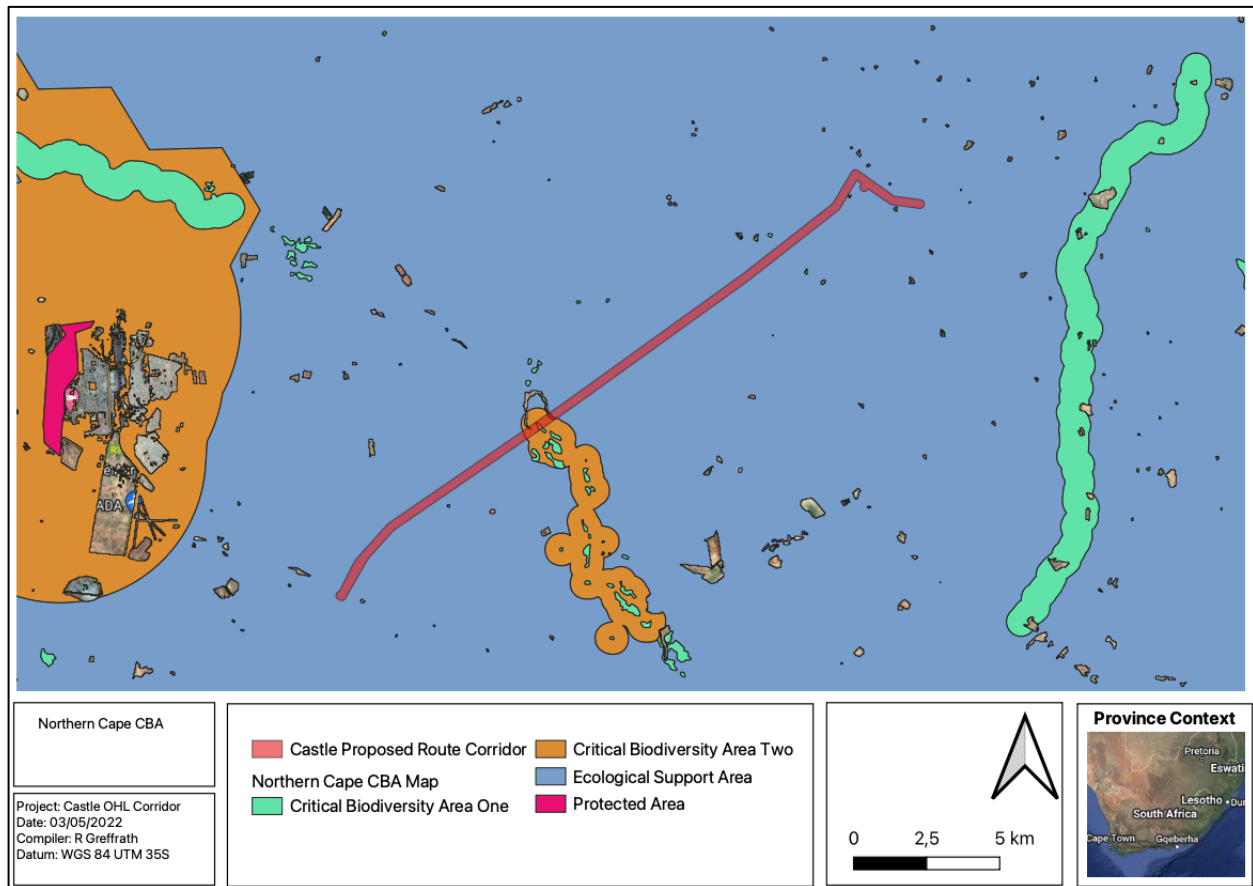 ADA
Northern Cape CBA
Project: Castle OHL Corridor
Date: 03/05/2022
Compiler: R Greffrath
Datum: WGS 84 UTM 35S
Castle Proposed Route Corridor
Northern Cape CBA Map
Critical Biodiversity Area One
Critical Biodiversity Area Two
Ecological Support Area
Protected Area
0 2,5 5 km
Province Context
Pretoria
Eswati
Lesotho
Dur
South Africa
Cape Town
Gqeberha